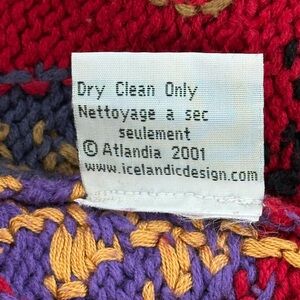 Dry Clean Only
Nettoyage a sec
seulement
© Atlandia 2001
www.icelandicdesign.com